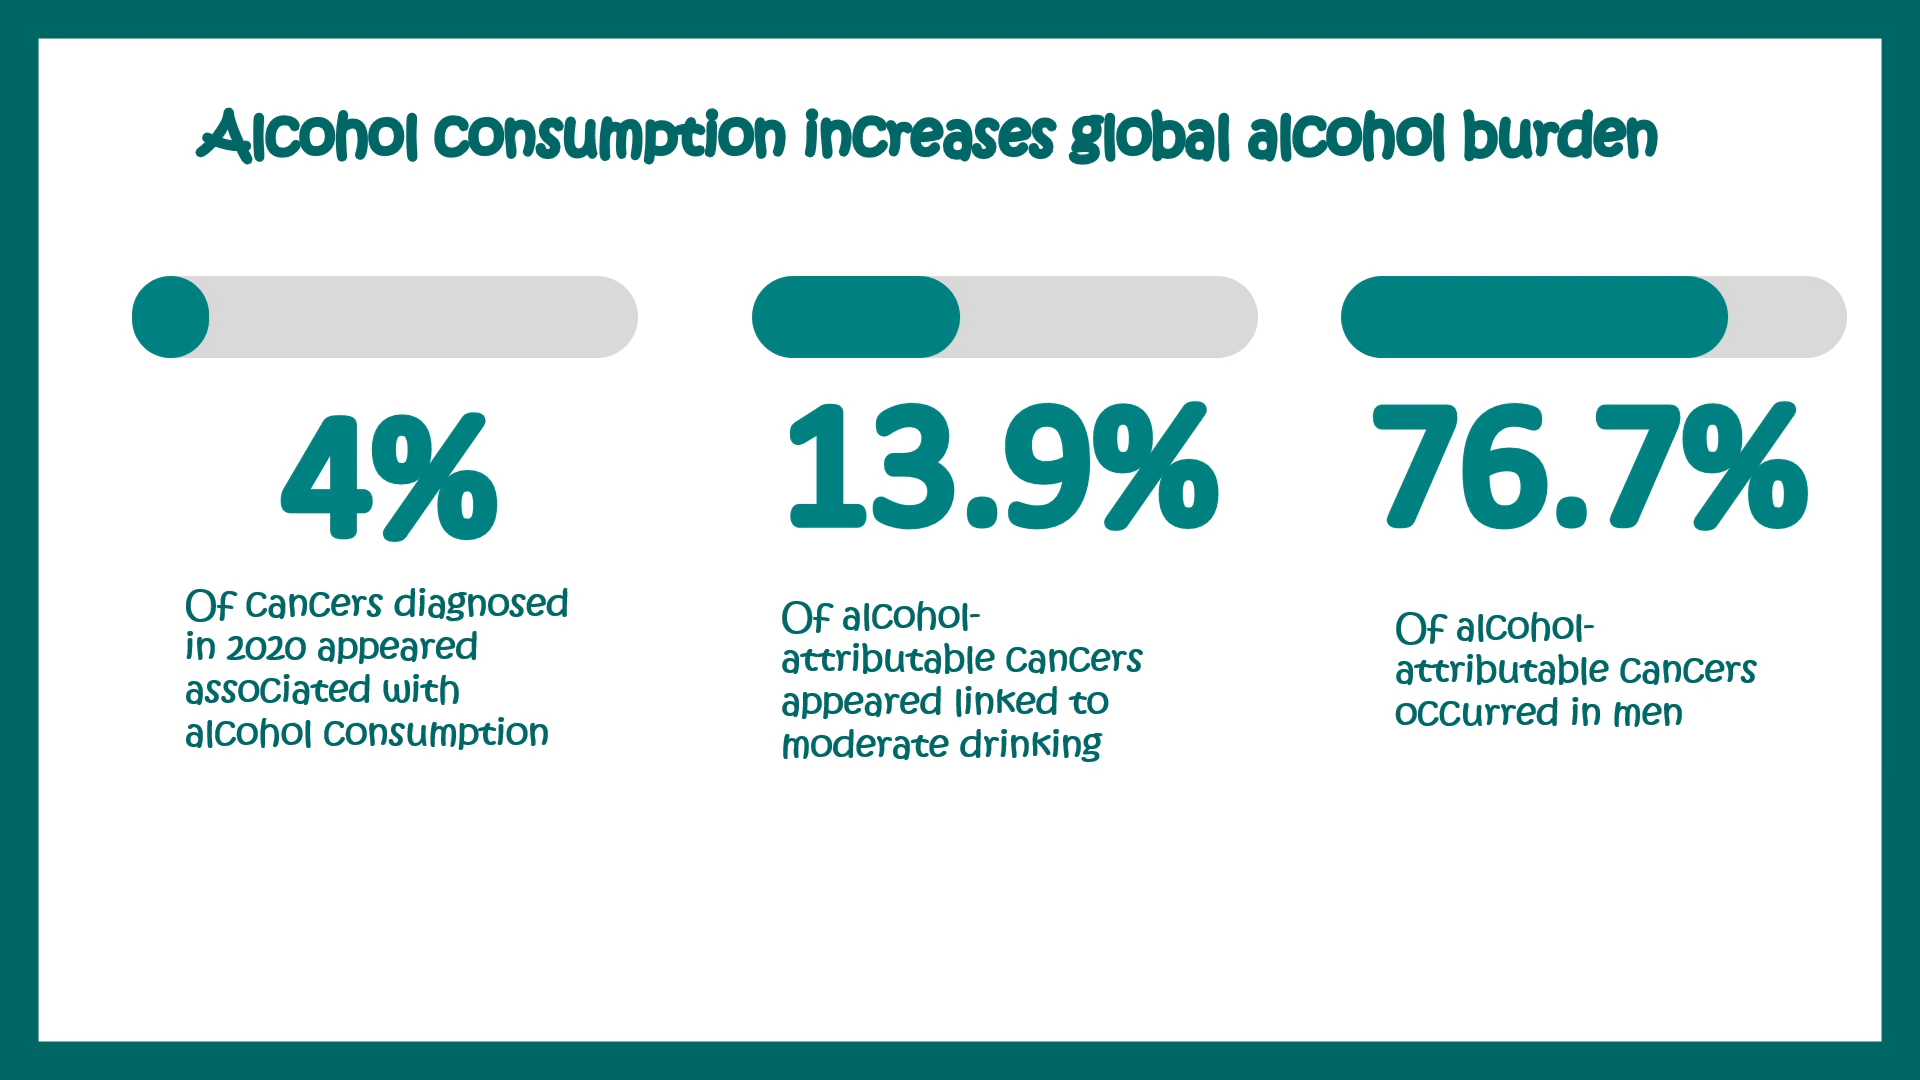 Alcohol consumption increases global alcohol burden
4%
Of cancers diagnosed
in 2020 appeared
associated with
alcohol consumption
13.9%
Of alcohol-
attributable cancers
appeared linked to
moderate drinking
76.7%
Of alcohol-
attributable cancers
occurred in men